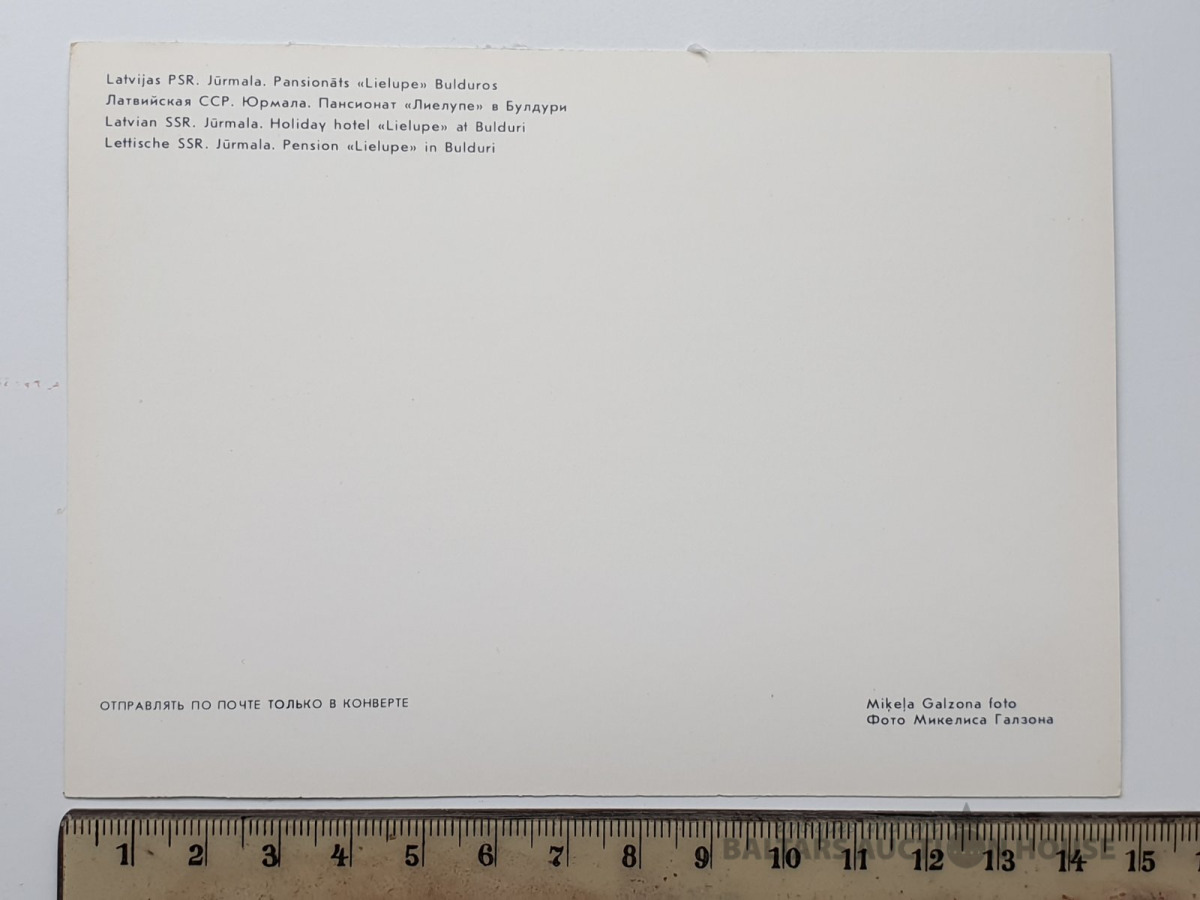 Latvijas PSR. Jūrmala. Pansionāts «Lielupe» Bulduros
Латвийская ССР. Юрмала. Пансионат «Лиелупе» в Булдури
Latvian SSR. Jūrmala. Holiday hotel «Lielupe» at Bulduri
Lettische SSR. Jūrmala. Pension «Lielupe» in Bulduri
ОТПРАВЛЯТЬ ПО ПОЧТЕ ТОЛЬКО В КОНВЕРТЕ
Miķeļa Galzona foto
Фото Микелиса Галзона
1 2 3 4 5 6 7 8 9 10 11 12 13 14 15
HOUSE